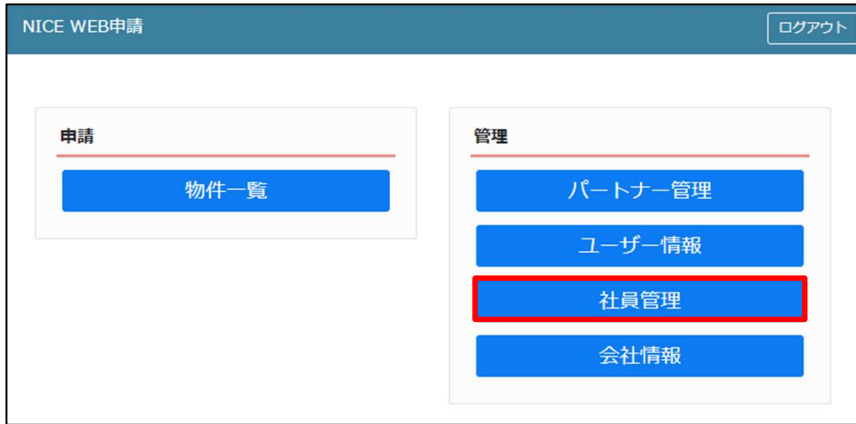 NICE WEB申請
ログアウト
申請
物件一覧
管理
パートナー管理
ユーザー情報
社員管理
会社情報